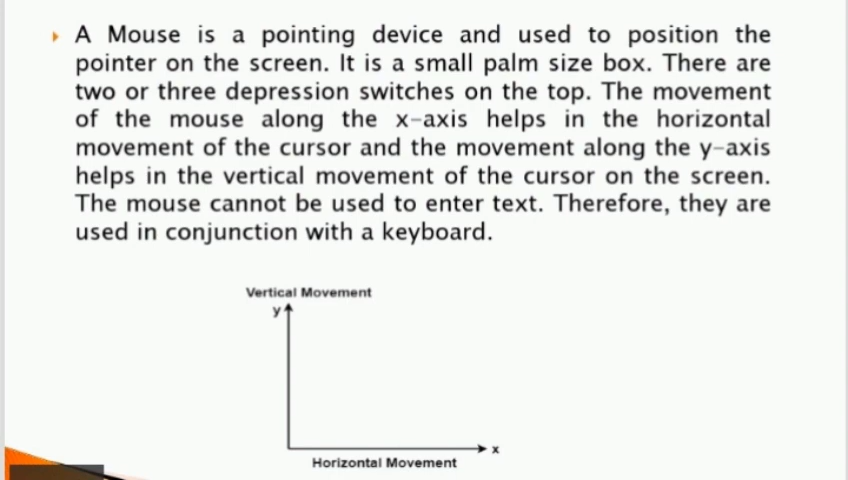 A Mouse is a pointing device and used to position the
pointer on the screen. It is a small palm size box. There are
two or three depression switches on the top. The movement
of the mouse along the x-axis helps in the horizontal
movement of the cursor and the movement along the y-axis
helps in the vertical movement of the cursor on the screen.
The mouse cannot be used to enter text. Therefore, they are
used in conjunction with a keyboard.
Vertical Movement
y
x
Horizontal Movement